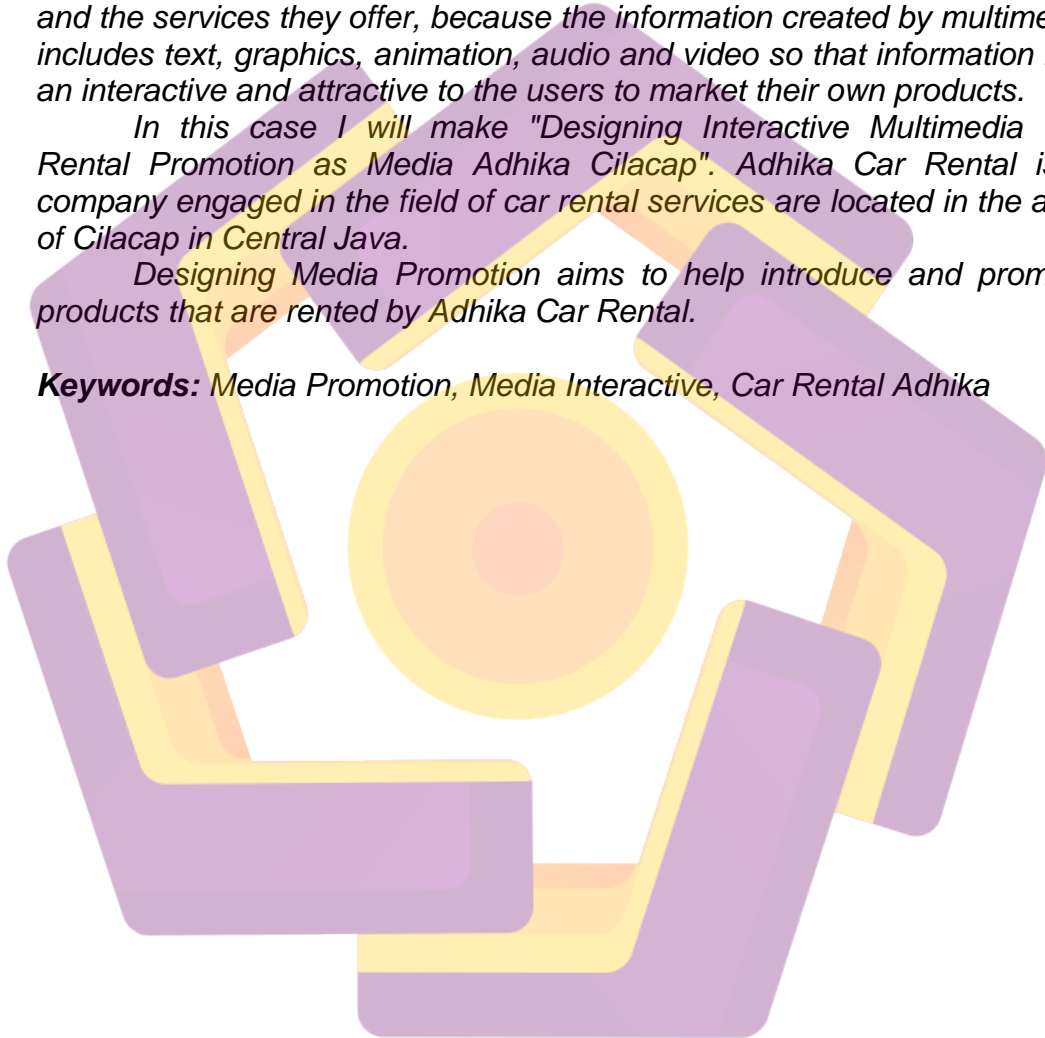 and the services they offer, because the information created by multime
includes text, graphics, animation, audio and video so that information
an interactive and attractive to the users to market their own products.
In this case I will make "Designing Interactive Multimedia
Rental Promotion as Media Adhika Cilacap". Adhika Car Rental is
company engaged in the field of car rental services are located in the a
of Cilacap in Central Java.
Designing Media Promotion aims to help introduce and prom
products that are rented by Adhika Car Rental.
Keywords: Media Promotion, Media Interactive, Car Rental Adhika